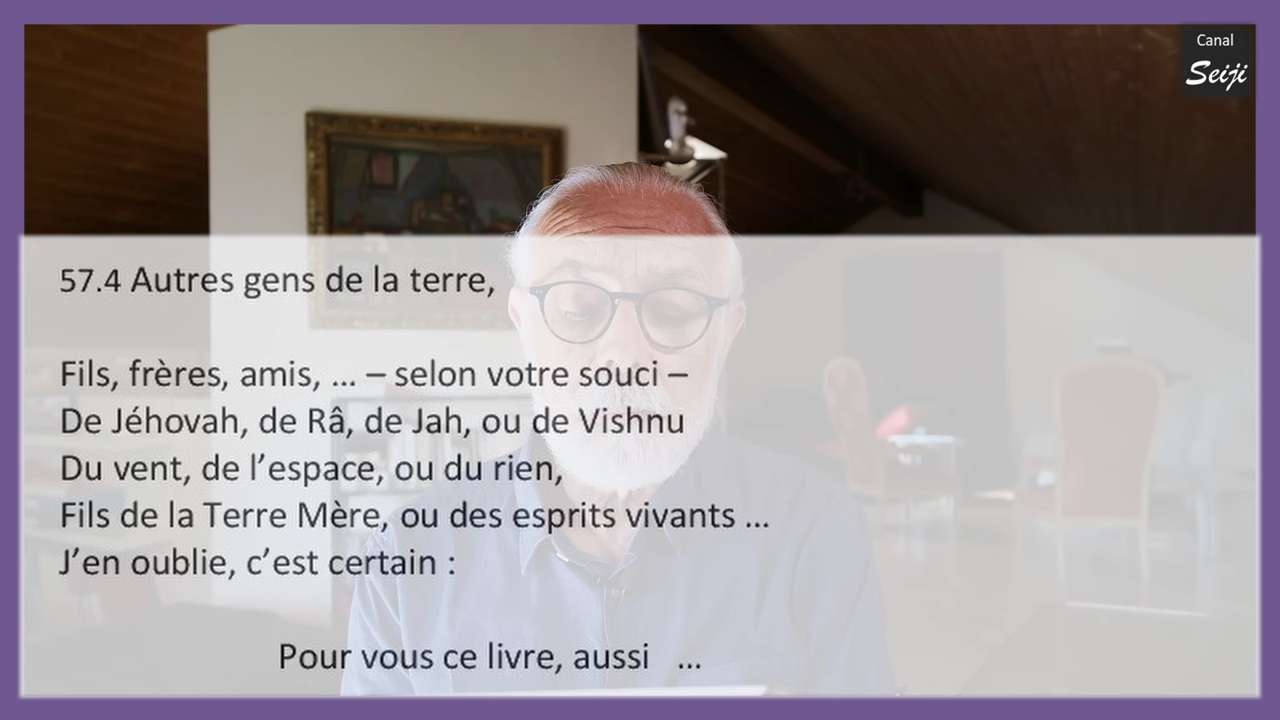 Canal
Seiji
57.4 Autres gens de la terre,
Fils, frères, amis, … – selon votre souci –
De Jéhovah, de Râ, de Jah, ou de Vishnu
Du vent, de l’espace, ou du rien,
Fils de la Terre Mère, ou des esprits vivants …
J’en oublie, c’est certain :
Pour vous ce livre, aussi …